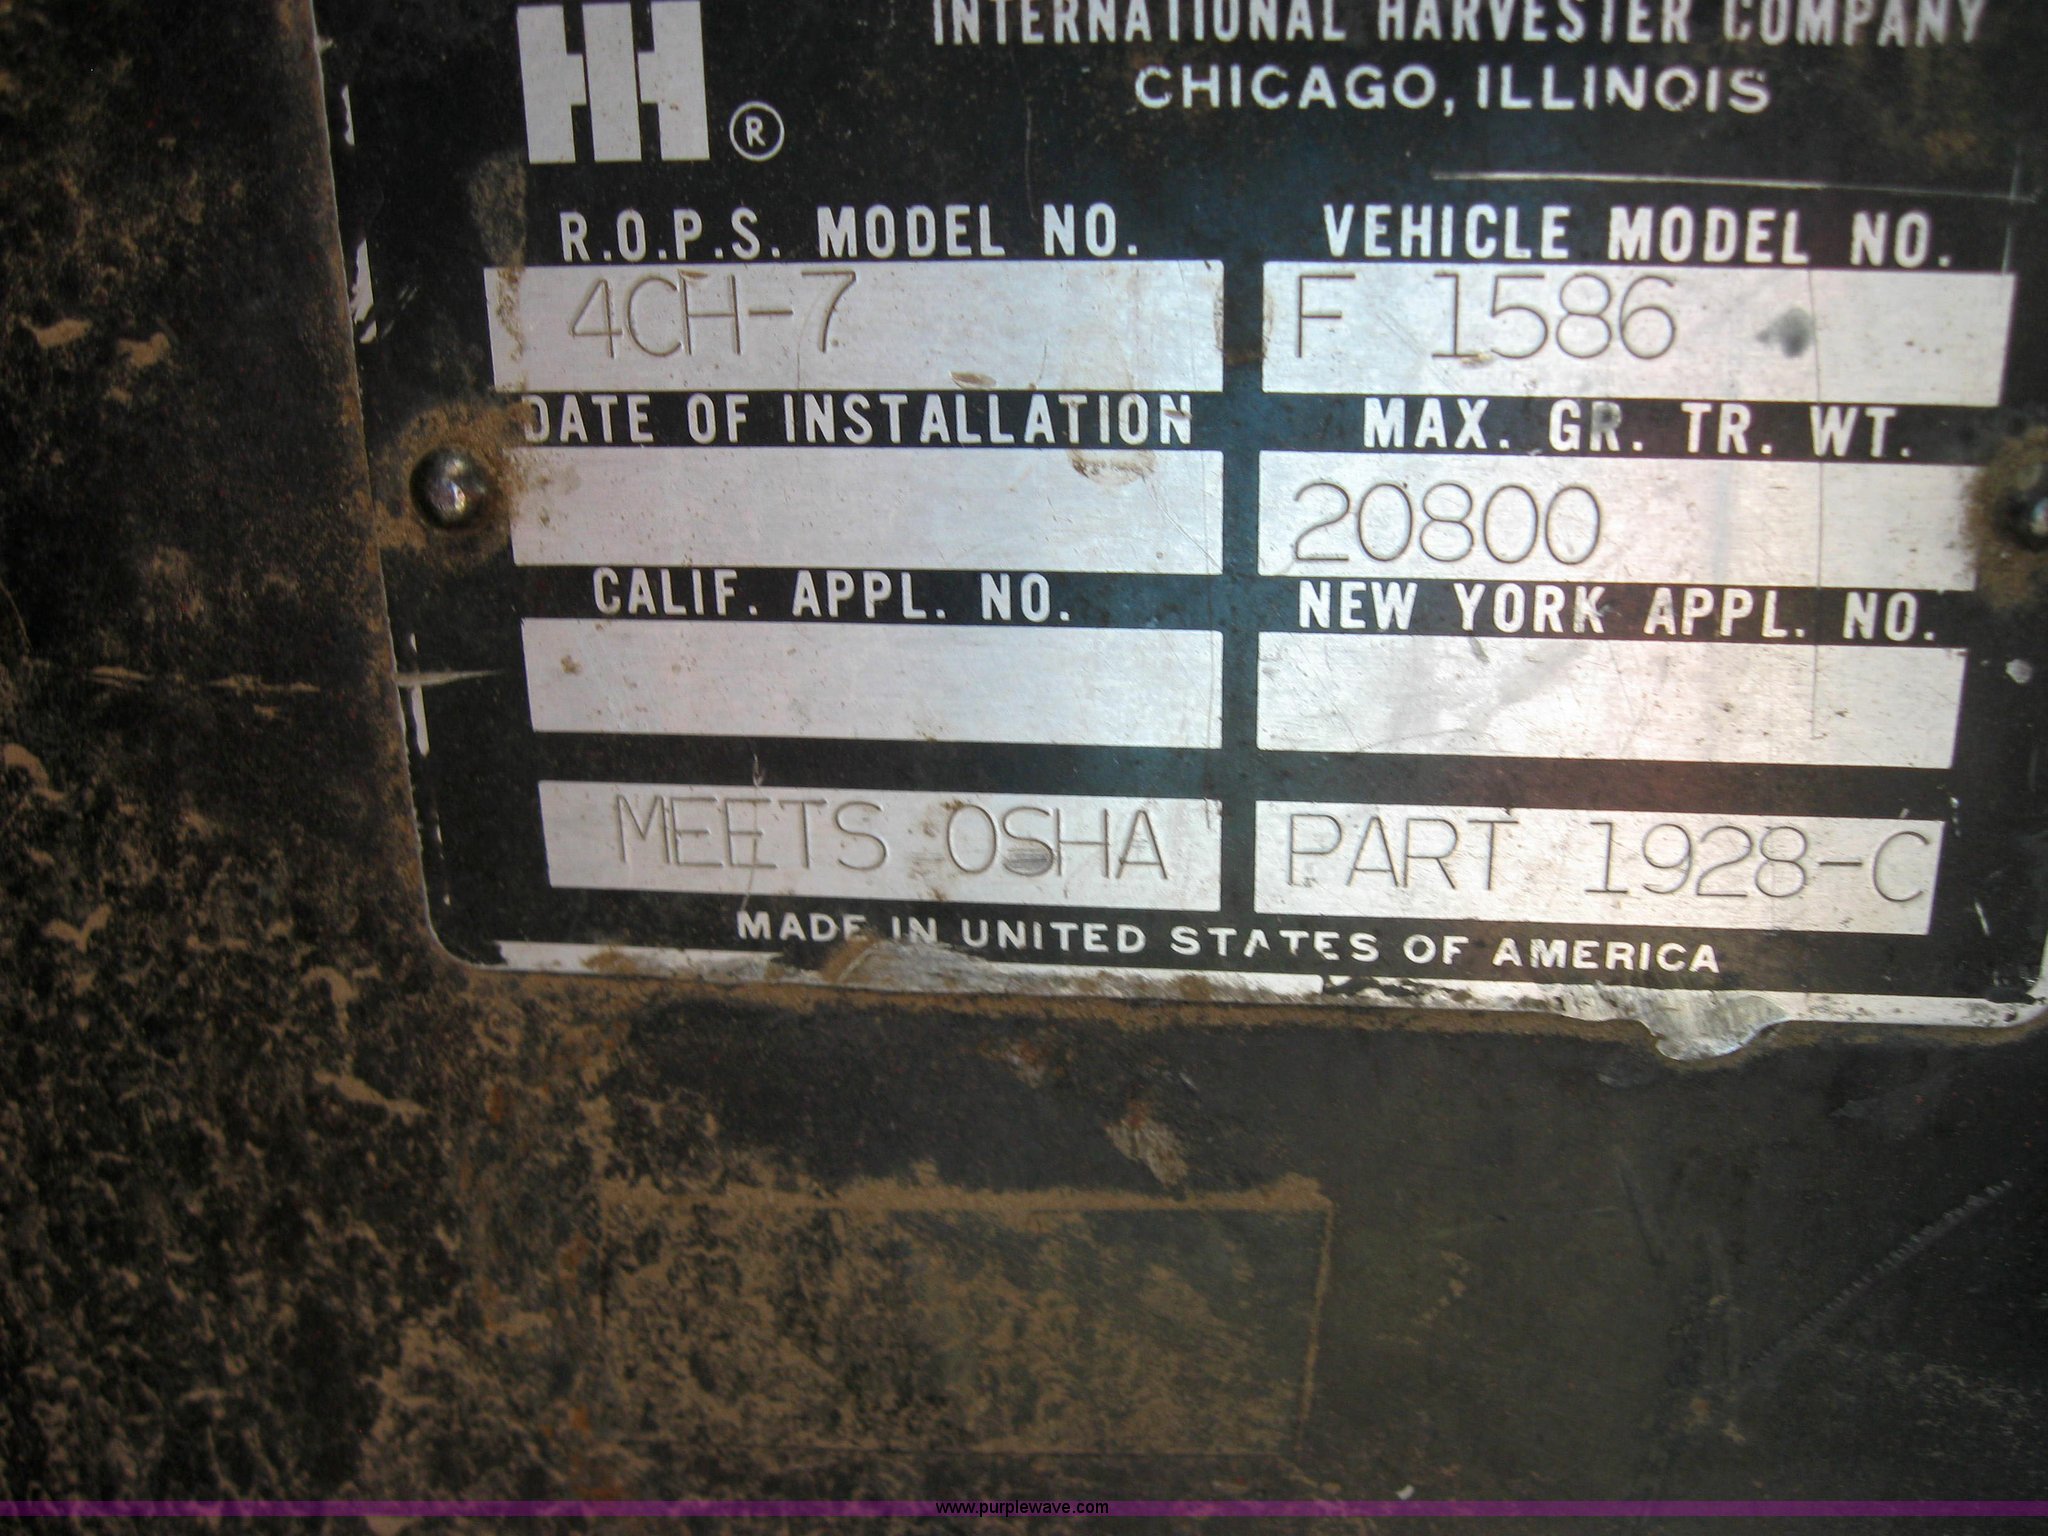 INTERNATIONAL HARVESTER COMPANY
CHICAGO, ILLINOIS
IH ®
R.O.P.S. MODEL NO. VEHICLE MODEL NO.
4CH-7 F 1586
DATE OF INSTALLATION MAX. GR. TR. WT.
20800
CALIF. APPL. NO. NEW YORK APPL. NO.
MEETS OSHA PART 1928-C
MADE IN UNITED STATES OF AMERICA
www.purplewave.com